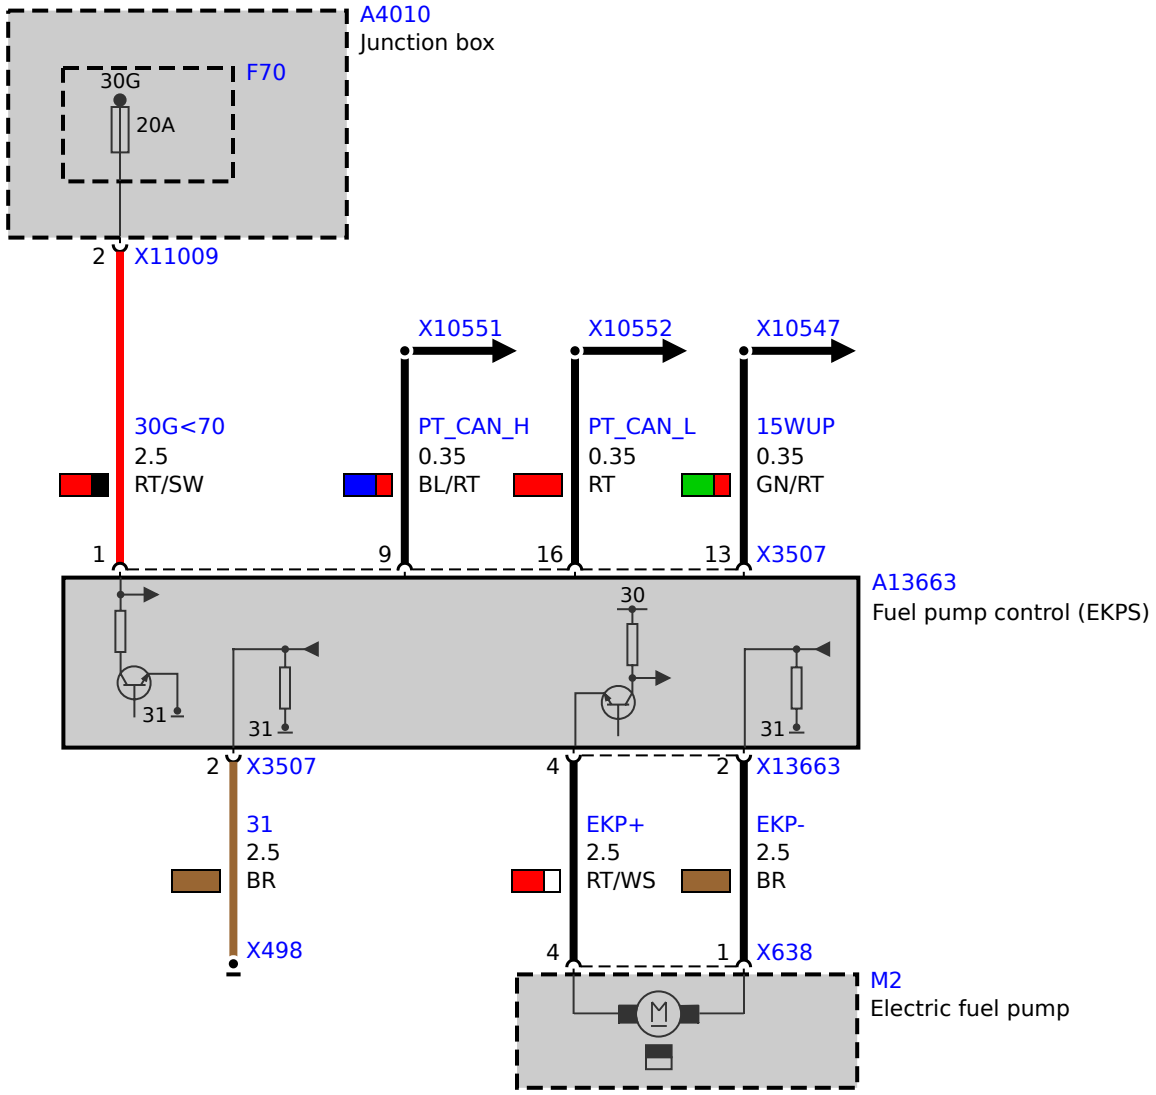 A4010
Junction box
F70
30G
20A
2 X11009
X10551 X10552 X10547
30G<70 PT_CAN_H PT_CAN_L 15WUP
2.5 0.35 0.35 0.35
RT/SW BL/RT RT GN/RT
1 9 16 13 X3507
A13663
Fuel pump control (EKPS)
30
31
31 31
2 X3507 4 2 X13663
31 EKP+ EKP-
2.5 2.5 2.5
BR RT/WS BR
X498 4 1 X638
M2
Electric fuel pump
M